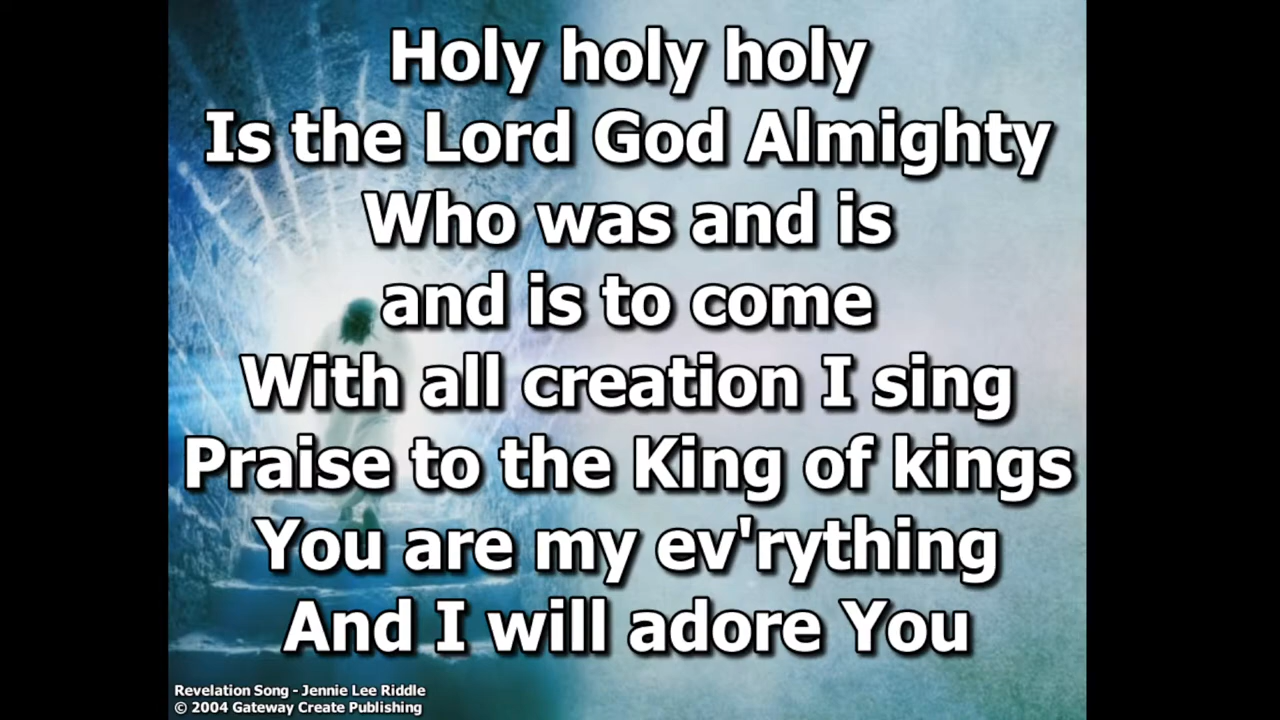 Holy holy holy
Is the Lord God Almighty
Who was and is
and is to come
With all creation I sing
Praise to the King of kings
You are my ev'rything
And I will adore You
Revelation Song - Jennie Lee Riddle
© 2004 Gateway Create Publishing